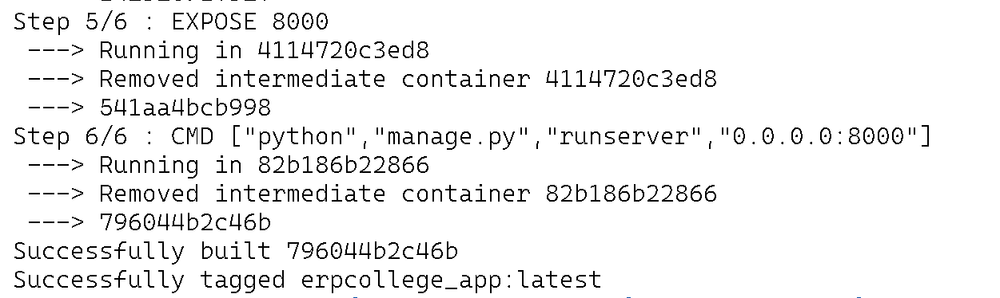 Step 5/6 : EXPOSE 8000
---> Running in 4114720c3ed8
---> Removed intermediate container 4114720c3ed8
---> 541aa4bcb998
Step 6/6 : CMD ["python","manage.py","runserver","0.0.0.0:8000"]
---> Running in 82b186b22866
---> Removed intermediate container 82b186b22866
---> 796044b2c46b
Successfully built 796044b2c46b
Successfully tagged erpcollege_app:latest